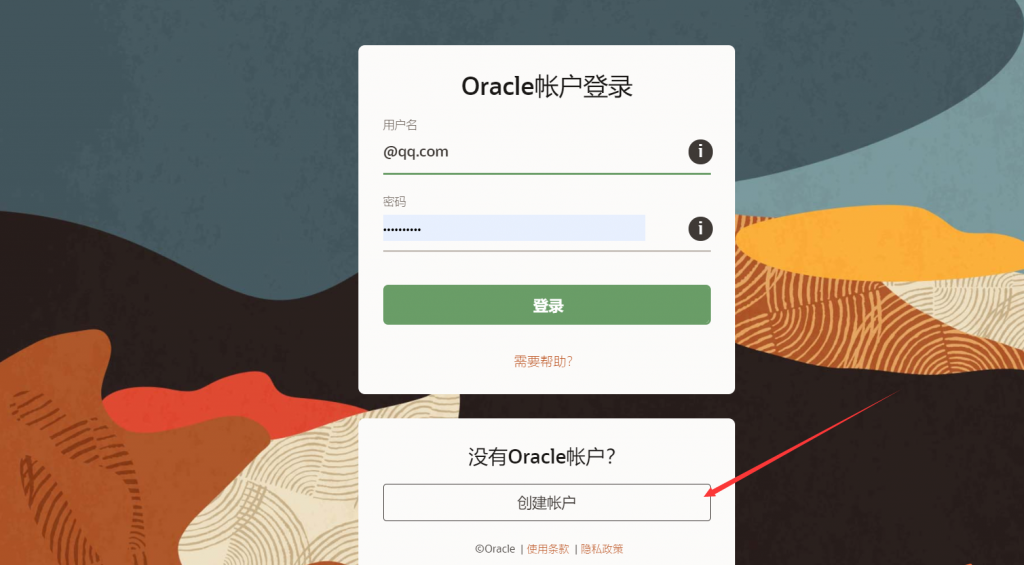 Oracle帐户登录
用户名
@qq.com
i
密码
••••••••••
i
登录
需要帮助?
没有Oracle帐户?
创建帐户
©Oracle | 使用条款 | 隐私政策